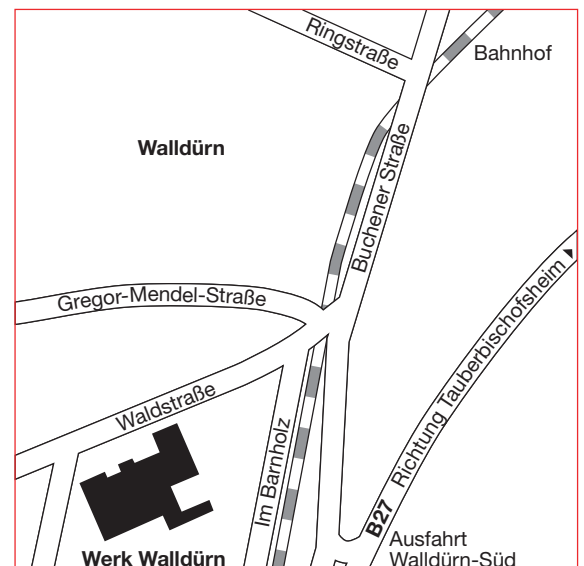 Ringstraße
Bahnhof
Walldürn
Buchener Straße
Gregor-Mendel-Straße
Richtung Tauberbischofsheim
Waldstraße
Im Barnholz
B27
Ausfahrt
Walldürn-Süd
Werk Walldürn